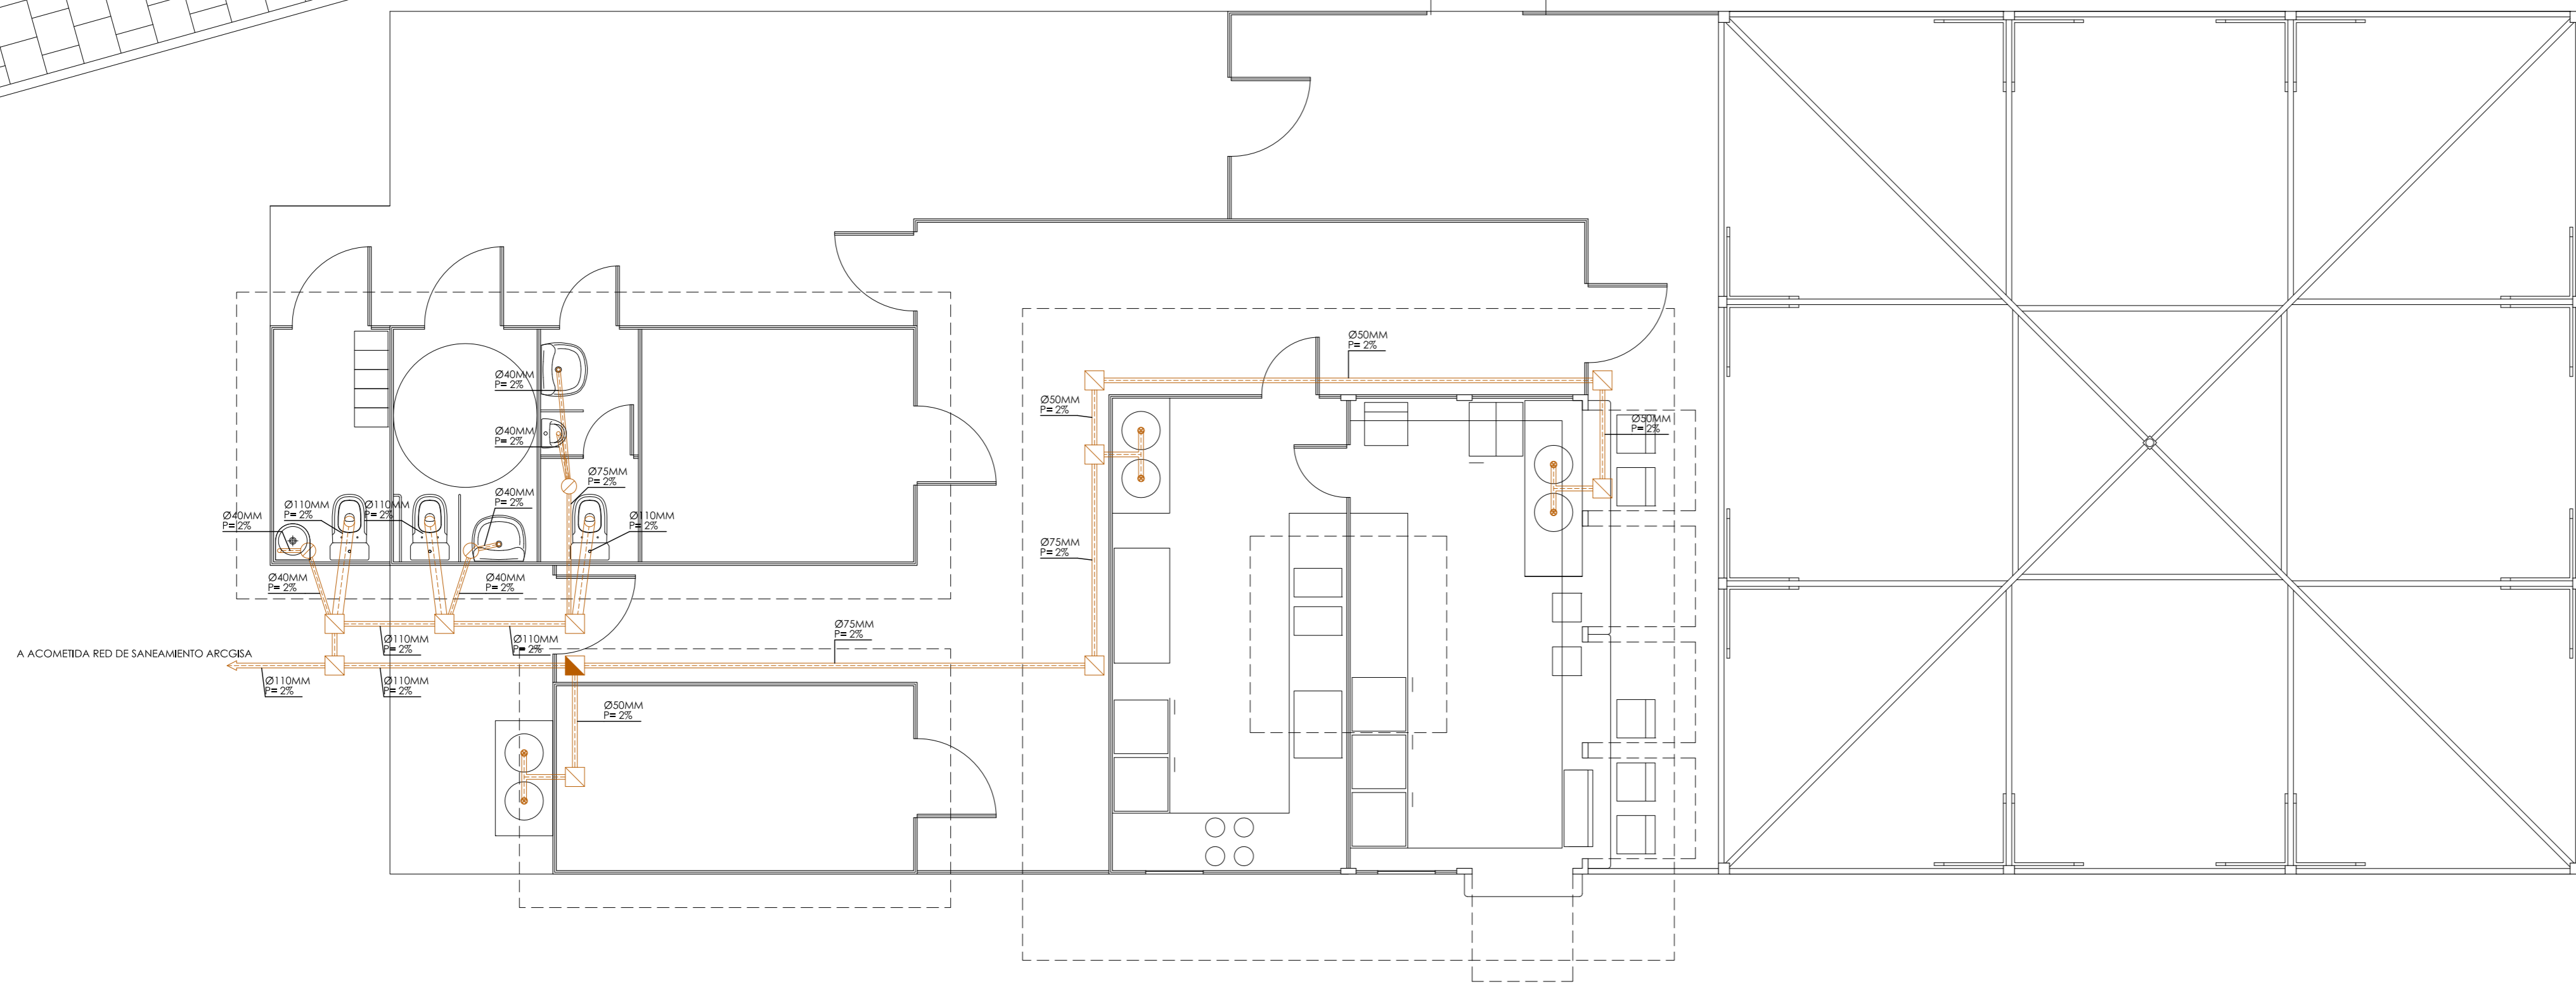 Ø50MM
P= 2%
Ø40MM
P= 2%
Ø50MM
P= 2%
Ø50MM
P= 2%
Ø40MM
P= 2%
Ø75MM
P= 2%
Ø40MM
P= 2%
Ø110MM
P= 2%
Ø110MM
P= 2%
Ø40MM
P= 2%
Ø110MM
P= 2%
Ø75MM
P= 2%
Ø40MM
P= 2%
Ø40MM
P= 2%
Ø75MM
P= 2%
Ø110MM
P= 2%
Ø110MM
P= 2%
A ACOMETIDA RED DE SANEAMIENTO ARCGISA
Ø110MM
P= 2%
Ø110MM
P= 2%
Ø50MM
P= 2%